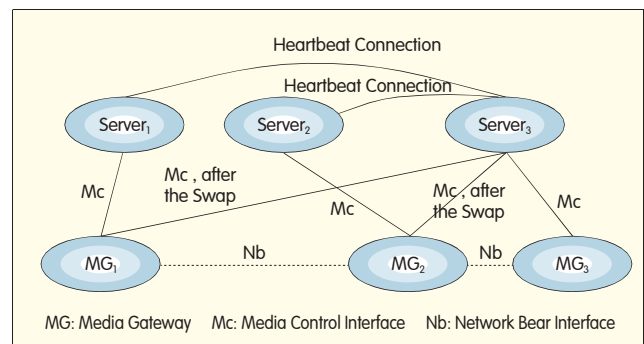 Heartbeat Connection
Heartbeat Connection
Server1
Server2
Server3
Mc
Mc , after
the Swap
Mc
Mc , after
the Swap
Mc
MG1
Nb
MG2
Nb
MG3
MG: Media Gateway Mc: Media Control Interface Nb: Network Bear Interface